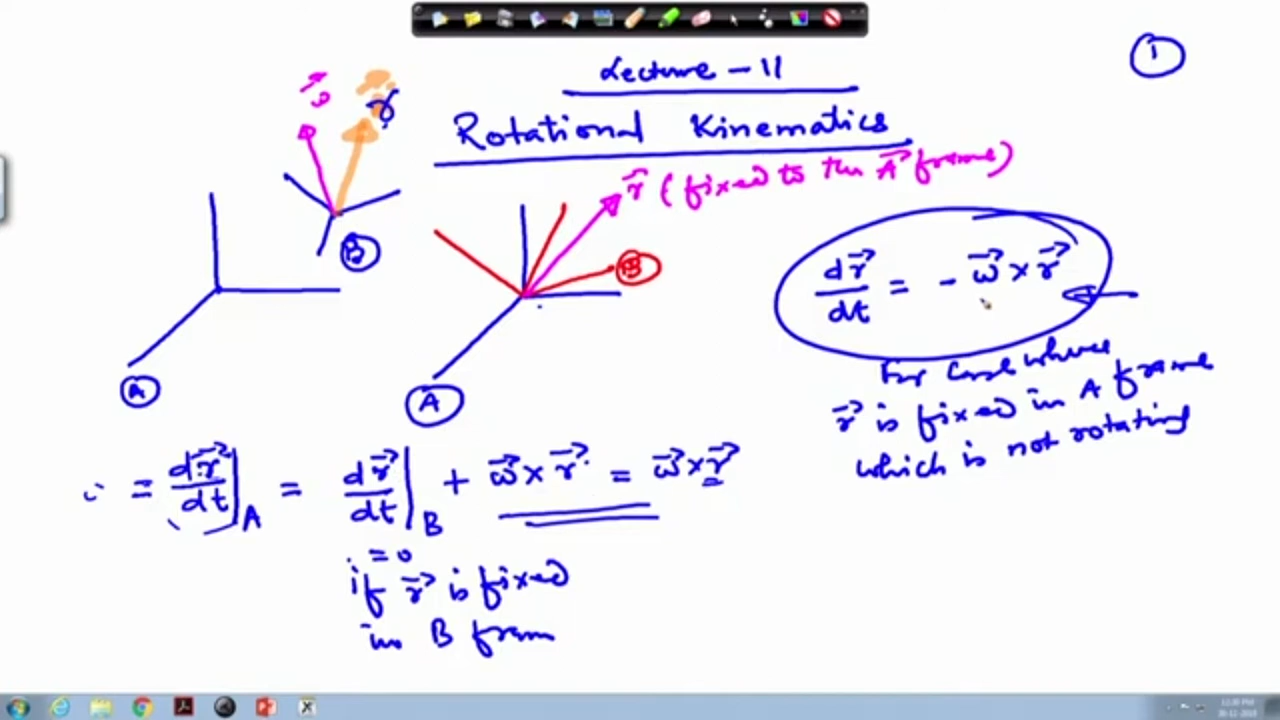 Lecture - 11
①
Rotational Kinematics
r⃗ (fixed to the A frame)
B
B
A
A
dr⃗/dt = - ω⃗ × r⃗
For case where
r⃗ is fixed in A frame
which is not rotating
= dr⃗/dt|A = dr⃗/dt|B + ω⃗ × r⃗ = ω⃗ × r⃗
= 0
if r⃗ is fixed
in B fram